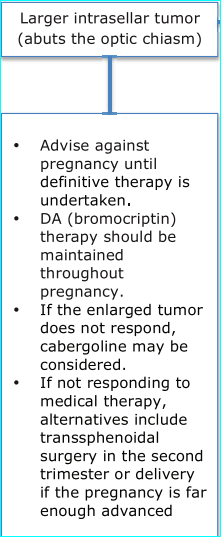 Larger intrasellar tumor
(abuts the optic chiasm)
• Advise against
pregnancy until
definitive therapy is
undertaken.
• DA (bromocriptin)
therapy should be
maintained
throughout
pregnancy.
• If the enlarged tumor
does not respond,
cabergoline may be
considered.
• If not responding to
medical therapy,
alternatives include
transsphenoidal
surgery in the second
trimester or delivery
if the pregnancy is far
enough advanced